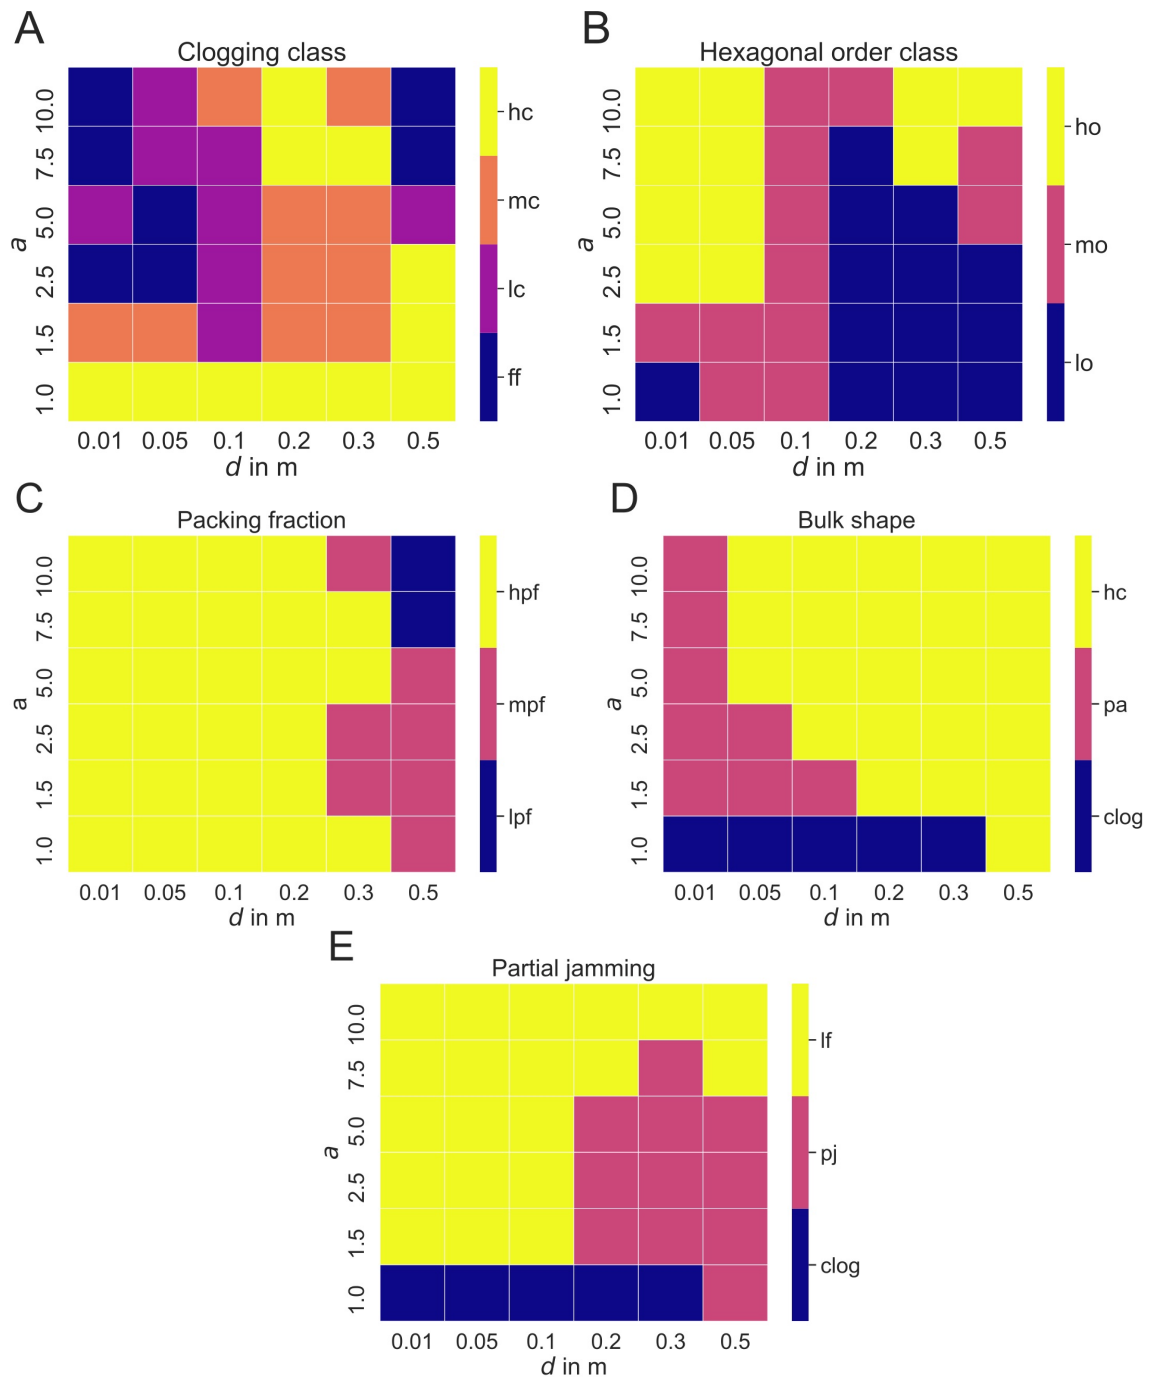 A
Clogging class
10.0
7.5
5.0
2.5
1.5
1.0
a
0.01 0.05 0.1 0.2 0.3 0.5
d in m
hc
mc
lc
ff
B
Hexagonal order class
10.0
7.5
5.0
2.5
1.5
1.0
a
0.01 0.05 0.1 0.2 0.3 0.5
d in m
ho
mo
lo
C
Packing fraction
10.0
7.5
5.0
2.5
1.5
1.0
a
0.01 0.05 0.1 0.2 0.3 0.5
d in m
hpf
mpf
lpf
D
Bulk shape
10.0
7.5
5.0
2.5
1.5
1.0
a
0.01 0.05 0.1 0.2 0.3 0.5
d in m
hc
pa
clog
E
Partial jamming
10.0
7.5
5.0
2.5
1.5
1.0
a
0.01 0.05 0.1 0.2 0.3 0.5
d in m
lf
pj
clog